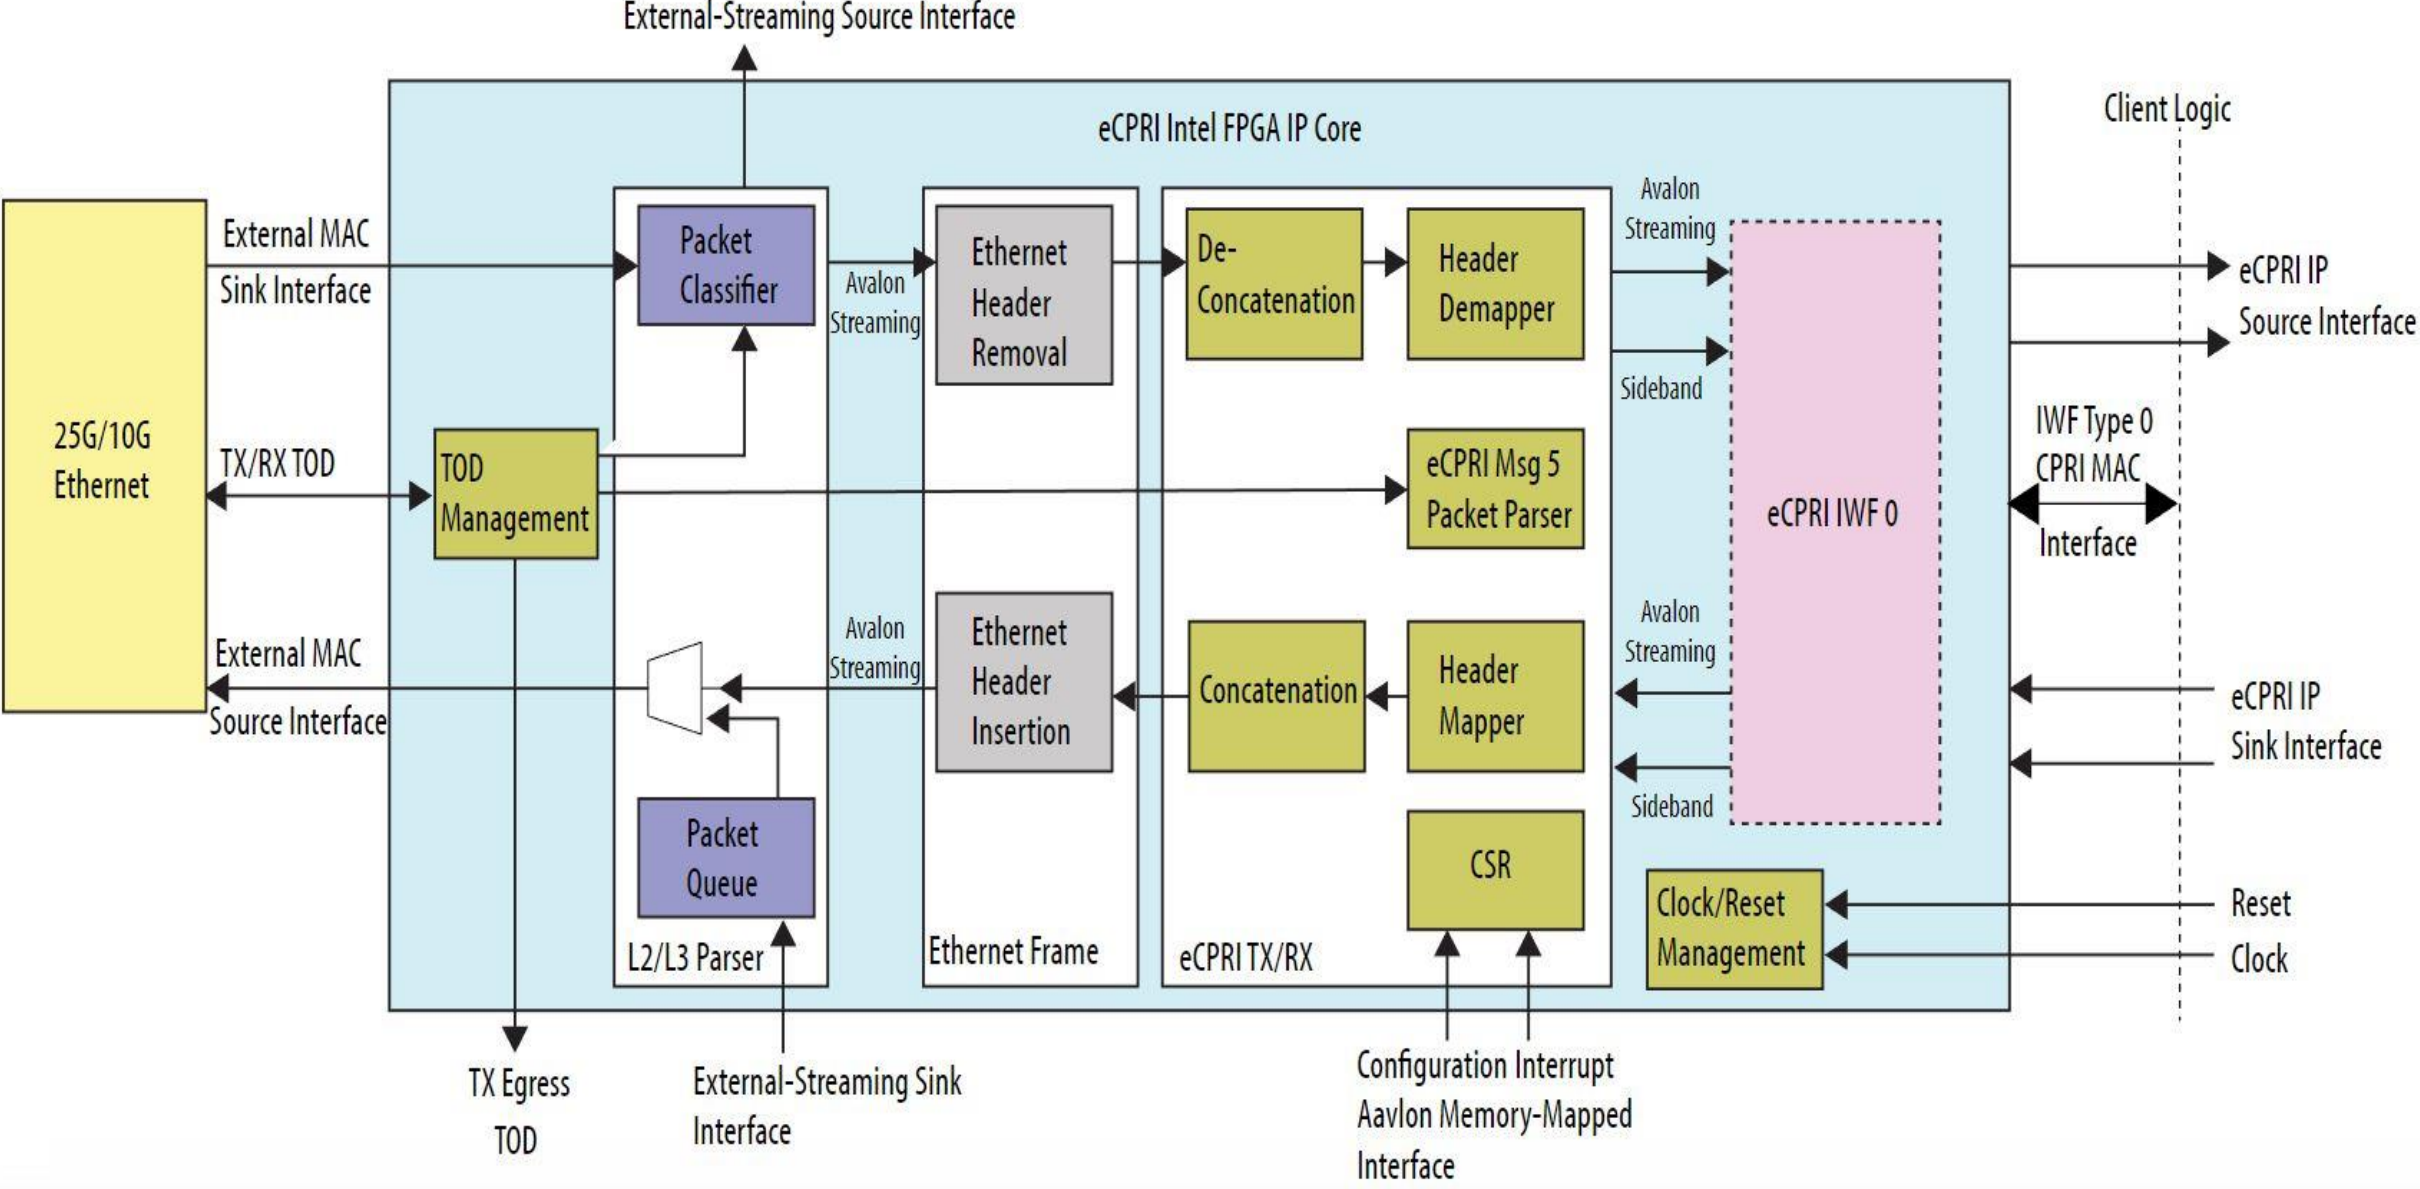 External-Streaming Source Interface
eCPRI Intel FPGA IP Core
Client Logic
25G/10G
Ethernet
External MAC
Sink Interface
TX/RX TOD
External MAC
Source Interface
TOD
Management
Packet
Classifier
Packet
Queue
L2/L3 Parser
Avalon
Streaming
Avalon
Streaming
Ethernet
Header
Removal
Ethernet
Header
Insertion
Ethernet Frame
De-
Concatenation
Header
Demapper
eCPRI Msg 5
Packet Parser
Concatenation
Header
Mapper
CSR
eCPRI TX/RX
Avalon
Streaming
Sideband
Avalon
Streaming
Sideband
eCPRI IWF 0
Clock/Reset
Management
eCPRI IP
Source Interface
IWF Type 0
CPRI MAC
Interface
eCPRI IP
Sink Interface
Reset
Clock
TX Egress
TOD
External-Streaming Sink
Interface
Configuration Interrupt
Aavlon Memory-Mapped
Interface